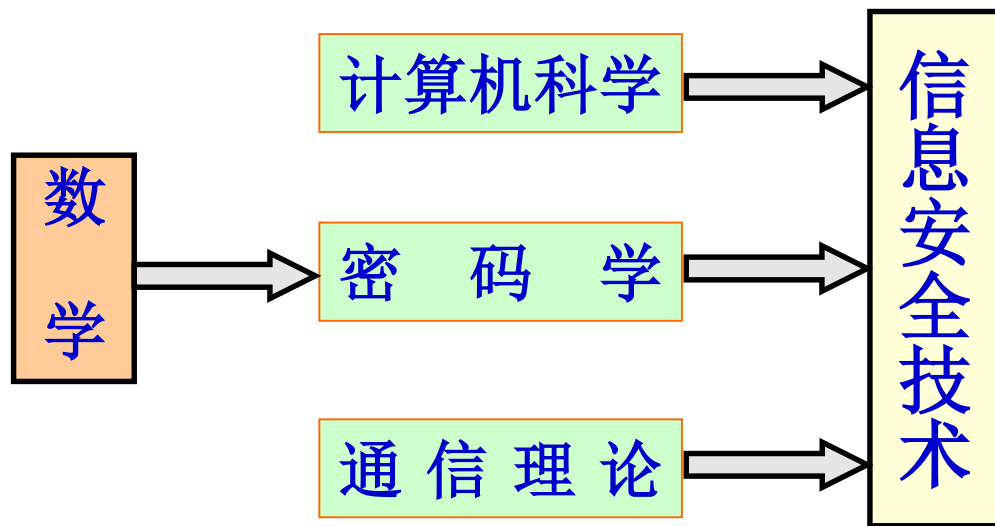 数学
计算机科学
密码学
通信理论
信息安全技术